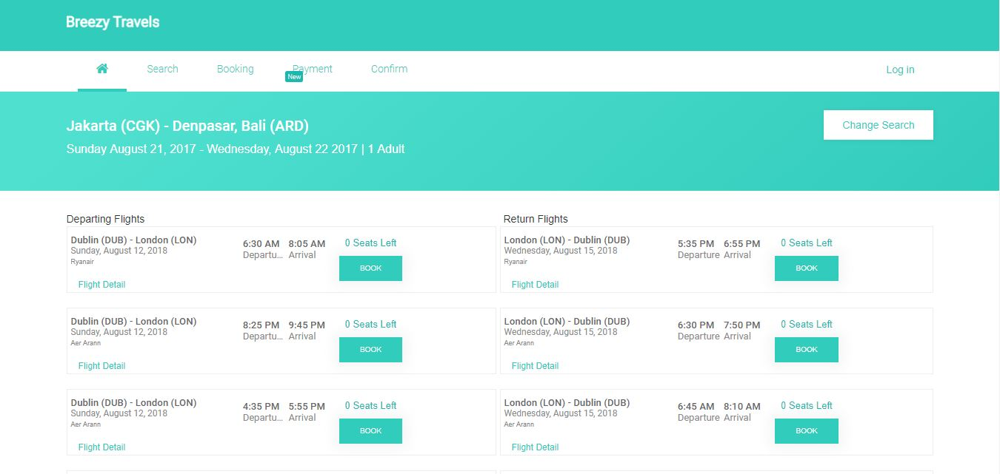 Breezy Travels
Search Booking Payment Confirm Log in
New
Jakarta (CGK) - Denpasar, Bali (ARD)
Change Search
Sunday August 21, 2017 - Wednesday, August 22 2017 | 1 Adult
Departing Flights
Dublin (DUB) - London (LON) 6:30 AM 8:05 AM 0 Seats Left
Sunday, August 12, 2018 Departu... Arrival
Ryanair BOOK
Flight Detail
Dublin (DUB) - London (LON) 8:25 PM 9:45 PM 0 Seats Left
Sunday, August 12, 2018 Departu... Arrival
Aer Arann BOOK
Flight Detail
Dublin (DUB) - London (LON) 4:35 PM 5:55 PM 0 Seats Left
Sunday, August 12, 2018 Departu... Arrival
Aer Arann BOOK
Flight Detail
Return Flights
London (LON) - Dublin (DUB) 5:35 PM 6:55 PM 0 Seats Left
Wednesday, August 15, 2018 Departure Arrival
Ryanair BOOK
Flight Detail
London (LON) - Dublin (DUB) 6:30 PM 7:50 PM 0 Seats Left
Wednesday, August 15, 2018 Departure Arrival
Aer Arann BOOK
Flight Detail
London (LON) - Dublin (DUB) 6:45 AM 8:10 AM 0 Seats Left
Wednesday, August 15, 2018 Departure Arrival
Aer Arann BOOK
Flight Detail